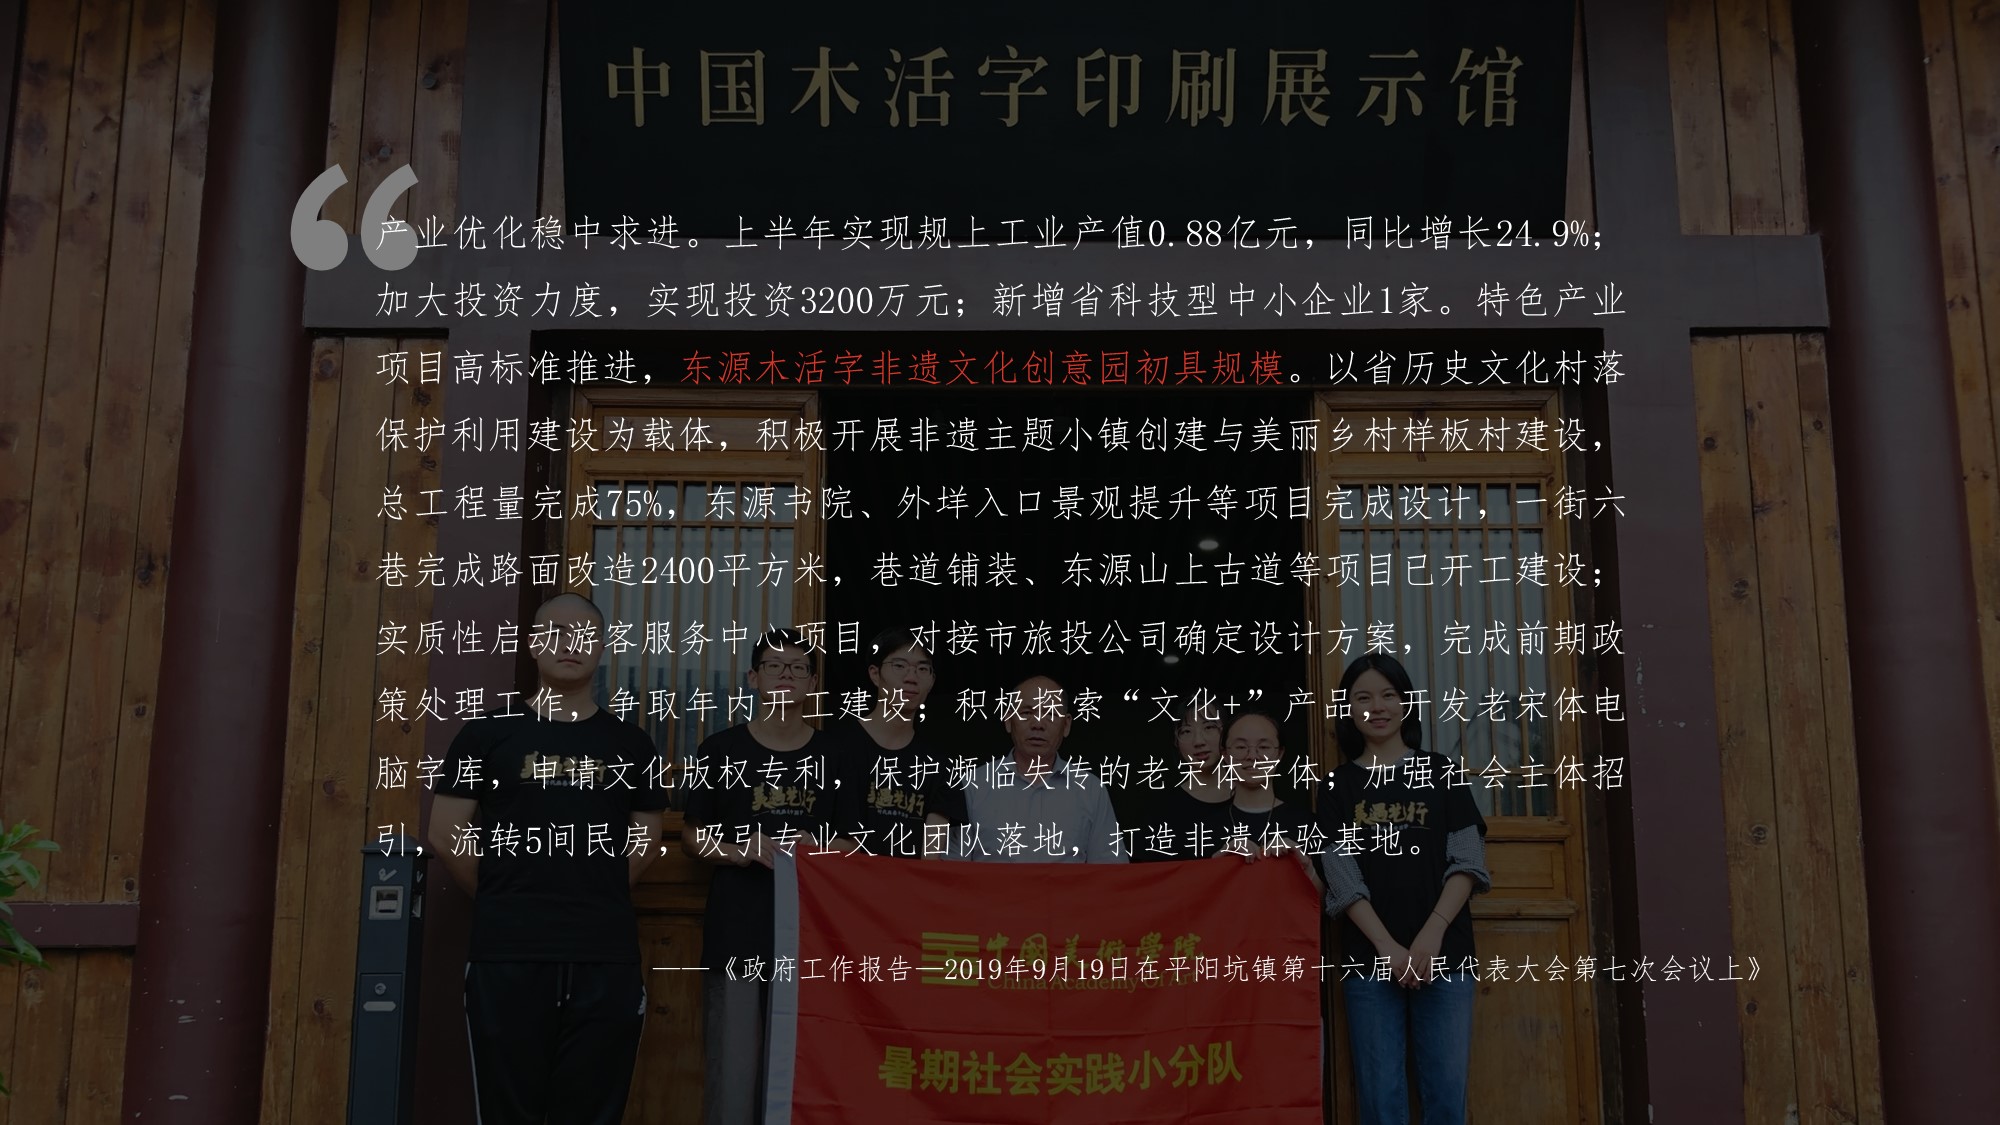 中国木活字印刷展示馆
产业优化稳中求进。上半年实现规上工业产值0.88亿元，同比增长24.9%；
加大投资力度，实现投资3200万元；新增省科技型中小企业1家。特色产业
项目高标准推进，东源木活字非遗文化创意园初具规模。以省历史文化村落
保护利用建设为载体，积极开展非遗主题小镇创建与美丽乡村样板村建设，
总工程量完成75%，东源书院、外垟入口景观提升等项目完成设计，一街六
巷完成路面改造2400平方米，巷道铺装、东源山上古道等项目已开工建设；
实质性启动游客服务中心项目，对接市旅投公司确定设计方案，完成前期政
策处理工作，争取年内开工建设；积极探索“文化+”产品，开发老宋体电
脑字库，申请文化版权专利，保护濒临失传的老宋体字体；加强社会主体招
引，流转5间民房，吸引专业文化团队落地，打造非遗体验基地。
——《政府工作报告—2019年9月19日在平阳坑镇第十六届人民代表大会第七次会议上》
中国美術學院
China Academy Of Art
暑期社会实践小分队